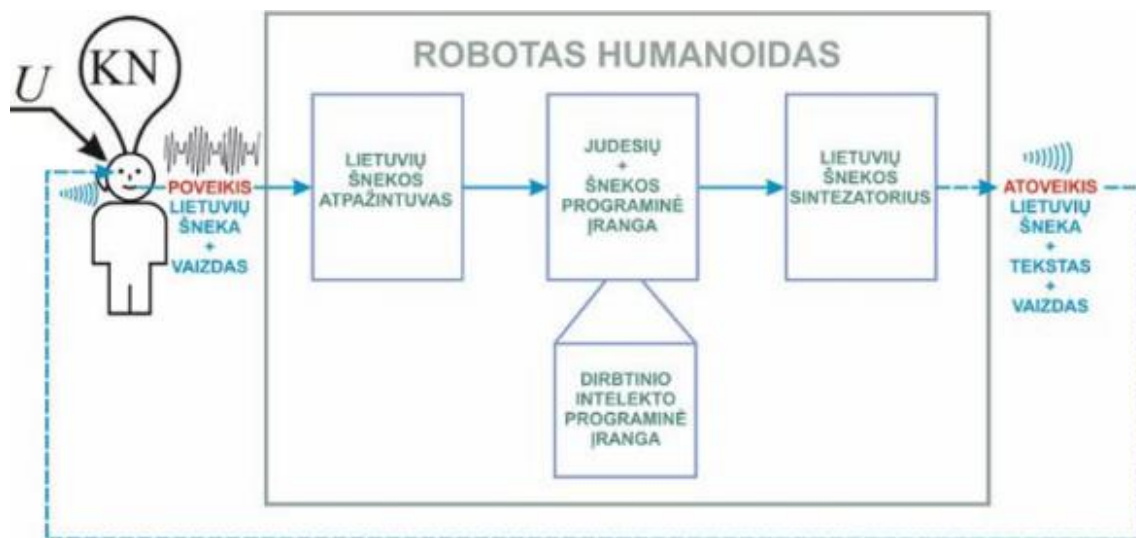 ROBOTAS HUMANOIDAS
KN
U
POVEIKIS
LIETUVIŲ
ŠNEKA
+
VAIZDAS
LIETUVIŲ
ŠNEKOS
ATPAŽINTUVAS
JUDESIŲ
+
ŠNEKOS
PROGRAMINĖ
ĮRANGA
DIRBTINIO
INTELEKTO
PROGRAMINĖ
ĮRANGA
LIETUVIŲ
ŠNEKOS
SINTEZATORIUS
ATOVEIKIS
LIETUVIŲ
ŠNEKA
+
TEKSTAS
+
VAIZDAS